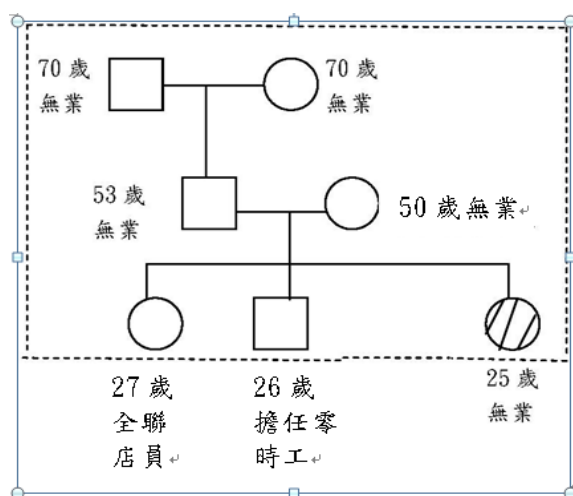 70 歲
無業
70 歲
無業
53 歲
無業
50 歲無業
27 歲
全聯
店員
26 歲
擔任零
時工
25 歲
無業